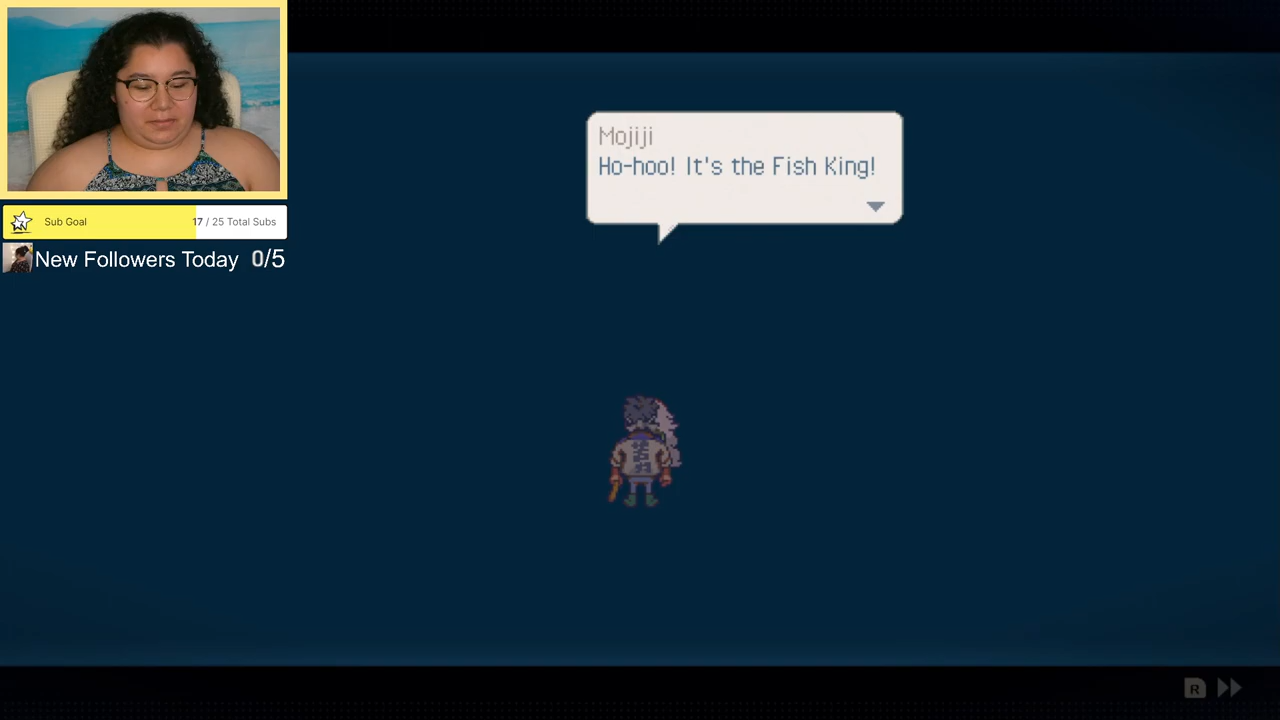 Mojiji
Ho-hoo! It's the Fish King!
Sub Goal
17 / 25 Total Subs
New Followers Today 0/5
R